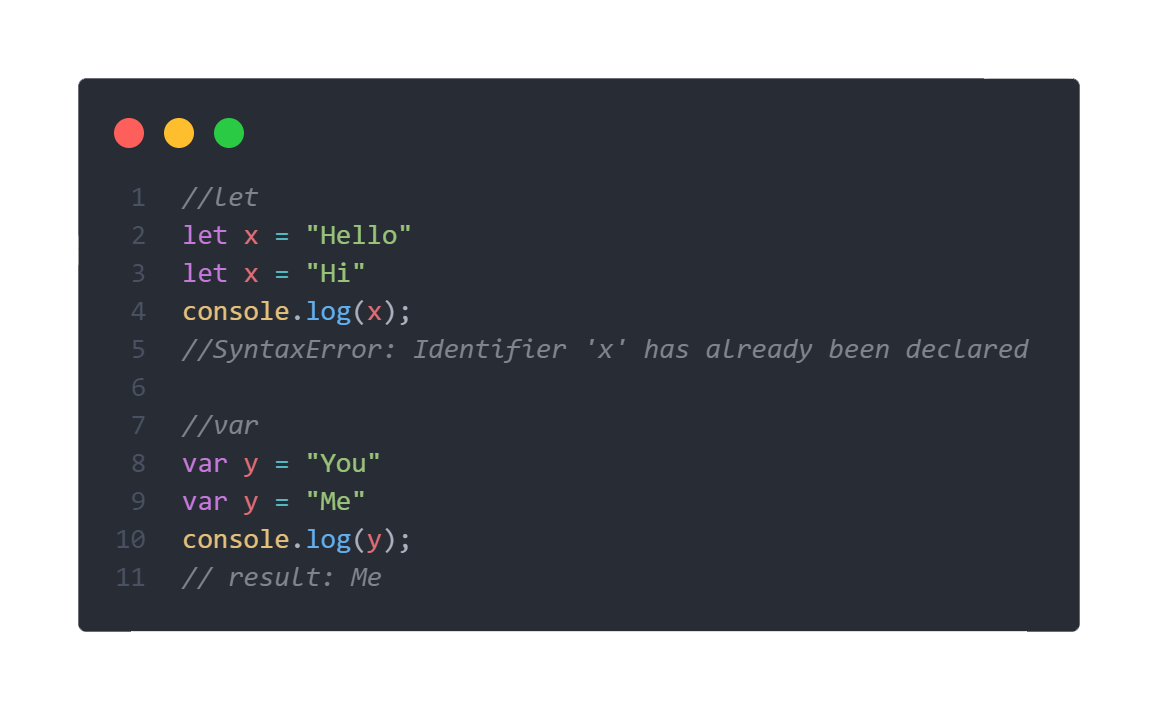 1 //let
2 let x = "Hello"
3 let x = "Hi"
4 console.log(x);
5 //SyntaxError: Identifier 'x' has already been declared
6
7 //var
8 var y = "You"
9 var y = "Me"
10 console.log(y);
11 // result: Me